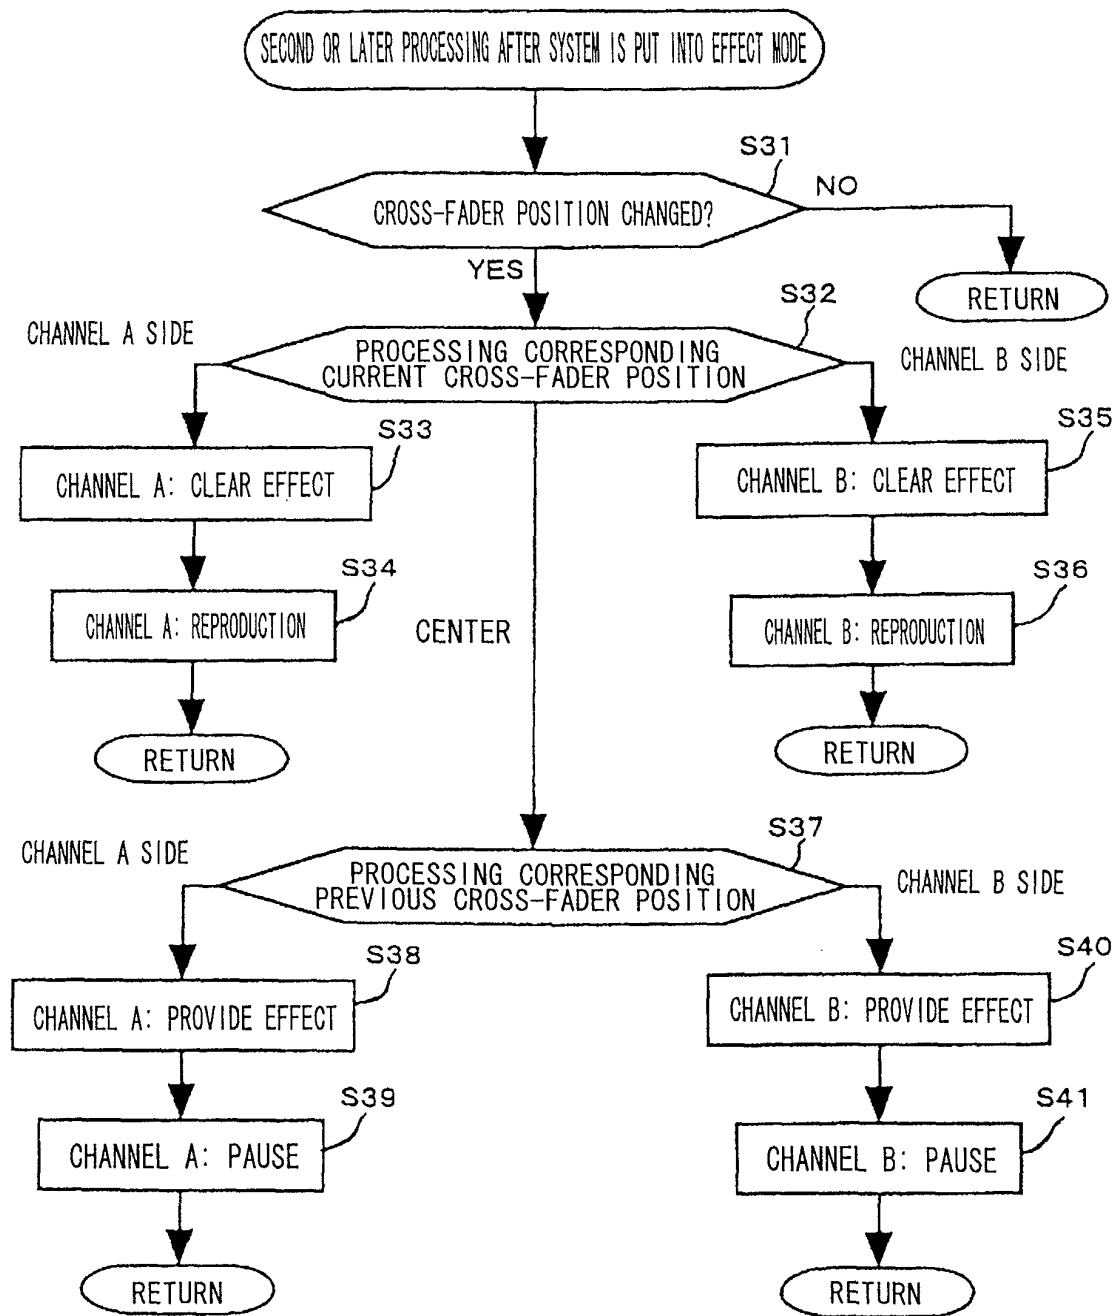 SECOND OR LATER PROCESSING AFTER SYSTEM IS PUT INTO EFFECT MODE
S31
CROSS-FADER POSITION CHANGED?
NO
YES
RETURN
S32
CHANNEL A SIDE
PROCESSING CORRESPONDING
CURRENT CROSS-FADER POSITION
CHANNEL B SIDE
S33
CHANNEL A: CLEAR EFFECT
S35
CHANNEL B: CLEAR EFFECT
S34
CHANNEL A: REPRODUCTION
CENTER
S36
CHANNEL B: REPRODUCTION
RETURN
RETURN
S37
CHANNEL A SIDE
PROCESSING CORRESPONDING
PREVIOUS CROSS-FADER POSITION
CHANNEL B SIDE
S38
CHANNEL A: PROVIDE EFFECT
S40
CHANNEL B: PROVIDE EFFECT
S39
CHANNEL A: PAUSE
S41
CHANNEL B: PAUSE
RETURN
RETURN